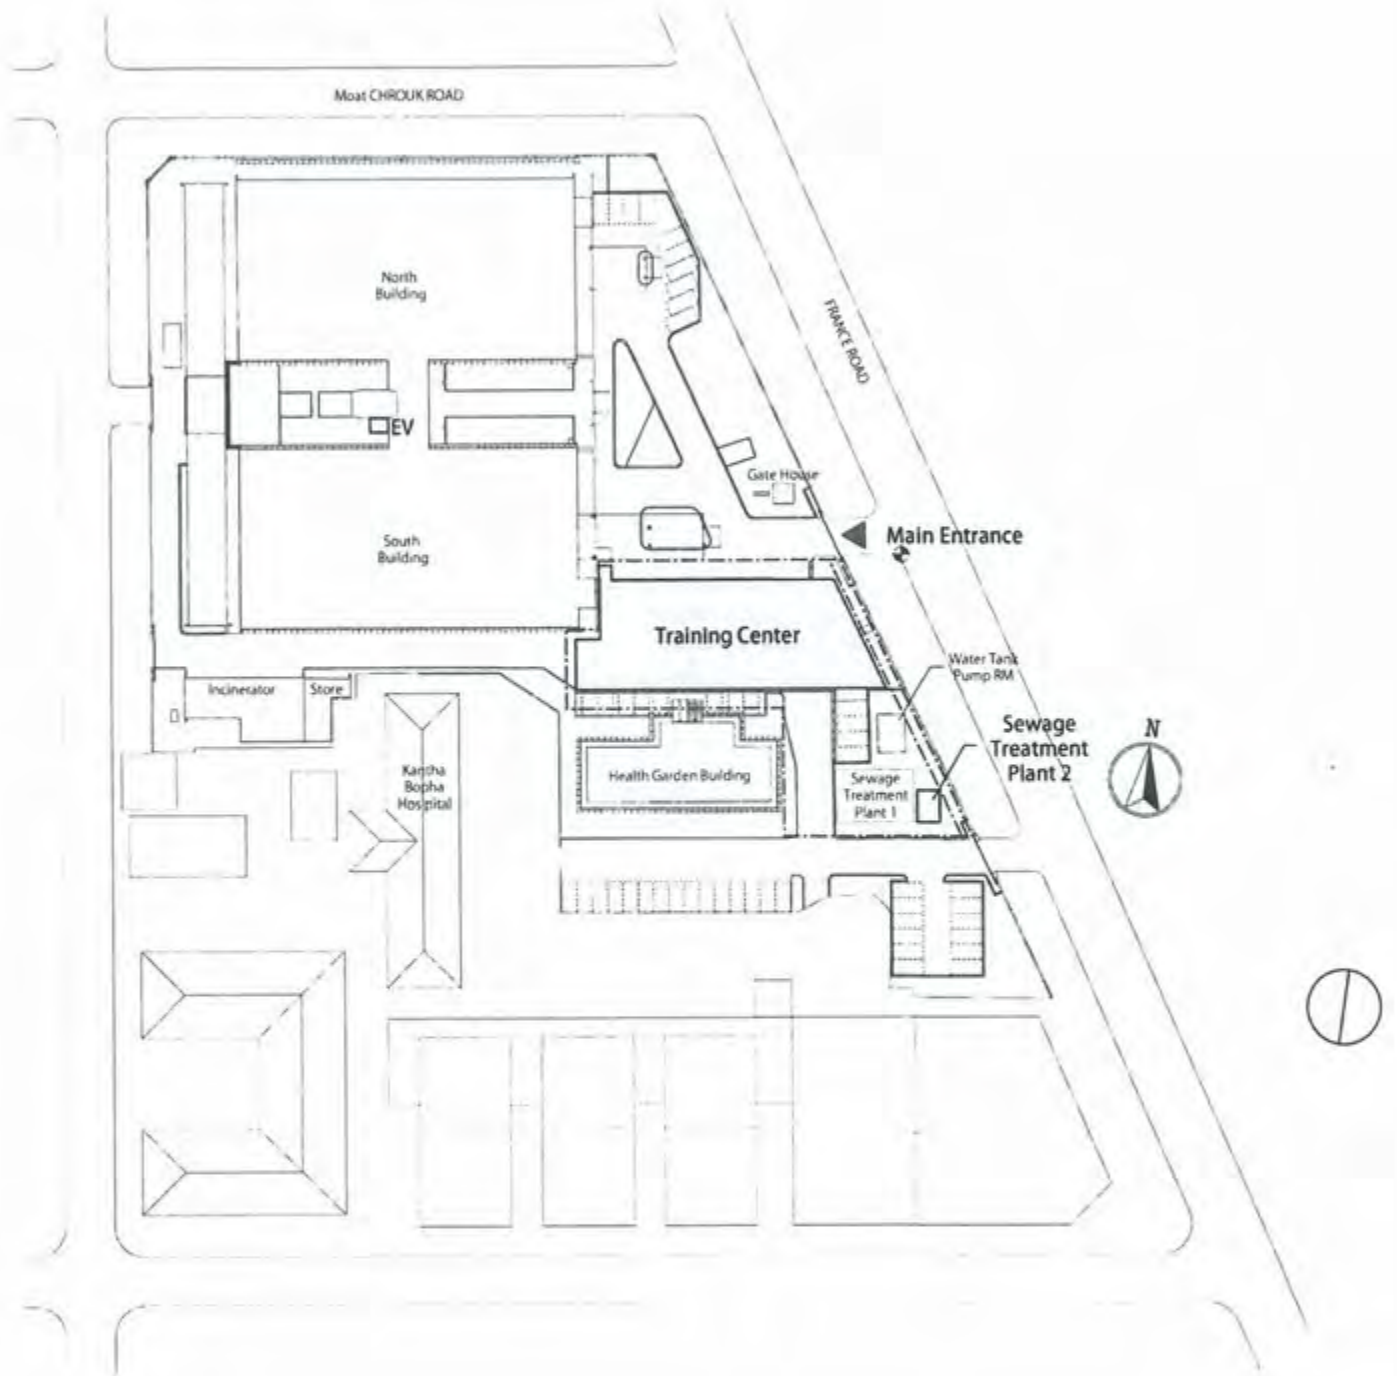 Moat CHROUK ROAD
North
Building
FRANCE ROAD
EV
Gate House
South
Building
Main Entrance
Training Center
Water Tank
Pump RM
Incinerator
Store
Sewage
Treatment
Plant 2
N
Kantha
Bopha
Hospital
Health Garden Building
Sewage
Treatment
Plant 1